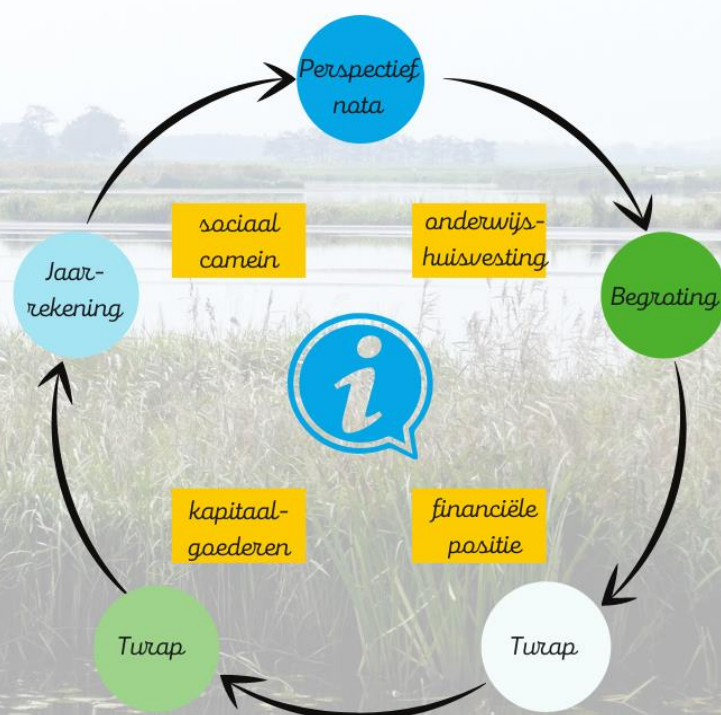 Perspectief
nota
sociaal
comein
onderwijs-
huisvesting
Jaar-
rekening
Begroting
i
kapitaal-
goederen
financiële
positie
Turap
Turap